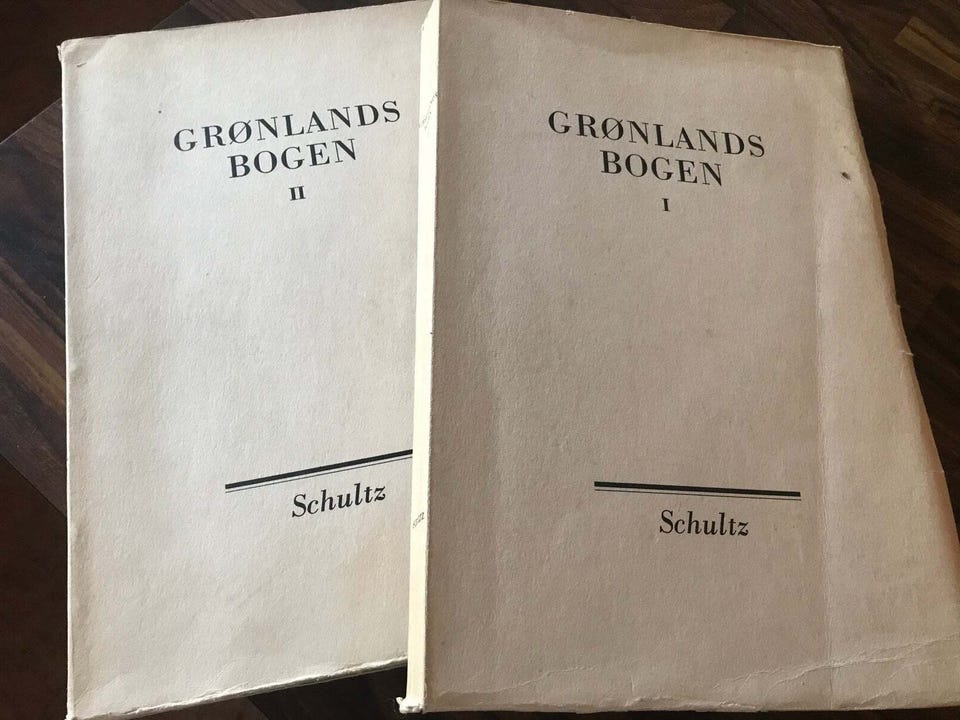 GRØNLANDS
BOGEN
II
Schultz
GRØNLANDS
BOGEN
I
Schultz